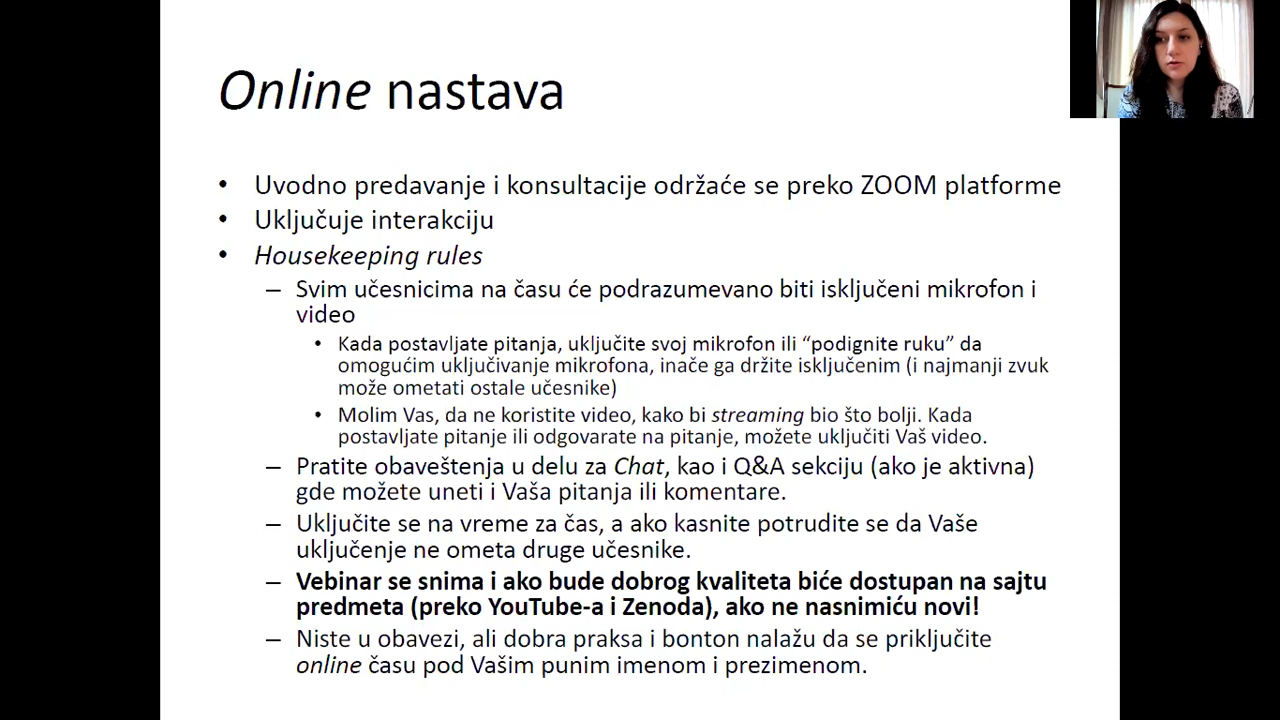 Online nastava
• Uvodno predavanje i konsultacije održaće se preko ZOOM platforme
• Uključuje interakciju
• Housekeeping rules
– Svim učesnicima na času će podrazumevano biti isključeni mikrofon i
video
• Kada postavljate pitanja, uključite svoj mikrofon ili “podignite ruku” da
omogućim uključivanje mikrofona, inače ga držite isključenim (i najmanji zvuk
može ometati ostale učesnike)
• Molim Vas, da ne koristite video, kako bi streaming bio što bolji. Kada
postavljate pitanje ili odgovarate na pitanje, možete uključiti Vaš video.
– Pratite obaveštenja u delu za Chat, kao i Q&A sekciju (ako je aktivna)
gde možete uneti i Vaša pitanja ili komentare.
– Uključite se na vreme za čas, a ako kasnite potrudite se da Vaše
uključenje ne ometa druge učesnike.
– Vebinar se snima i ako bude dobrog kvaliteta biće dostupan na sajtu
predmeta (preko YouTube-a i Zenoda), ako ne nasnimiću novi!
– Niste u obavezi, ali dobra praksa i bonton nalažu da se priključite
online času pod Vašim punim imenom i prezimenom.